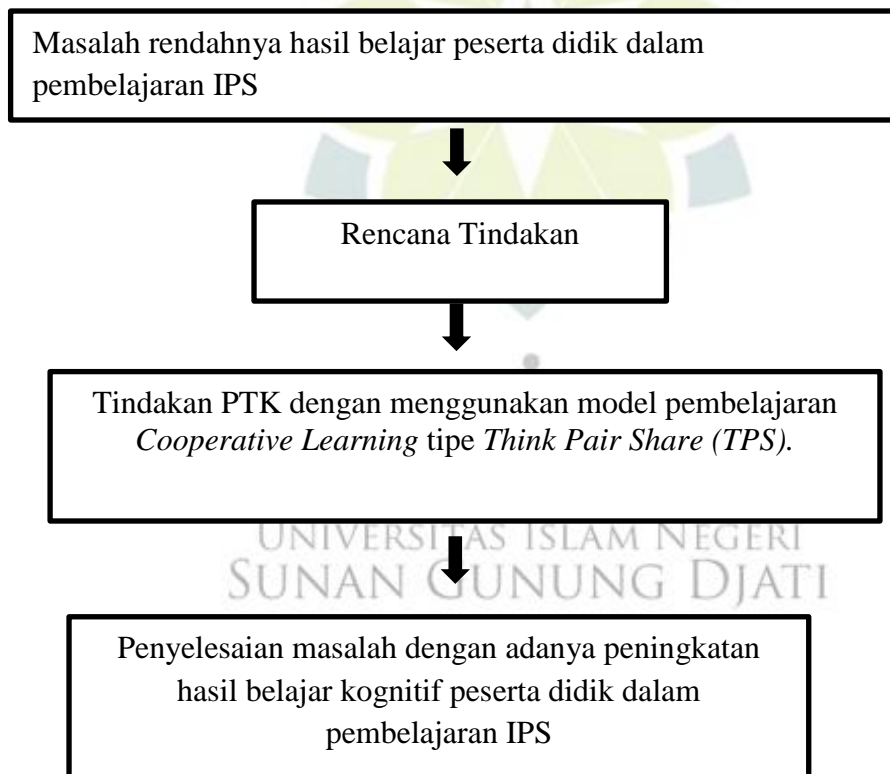 Masalah rendahnya hasil belajar peserta didik dalam
pembelajaran IPS
Rencana Tindakan
Tindakan PTK dengan menggunakan model pembelajaran
Cooperative Learning tipe Think Pair Share (TPS).
UNIVERSITAS ISLAM NEGERI
SUNAN GUNUNG DJATI
Penyelesaian masalah dengan adanya peningkatan
hasil belajar kognitif peserta didik dalam
pembelajaran IPS